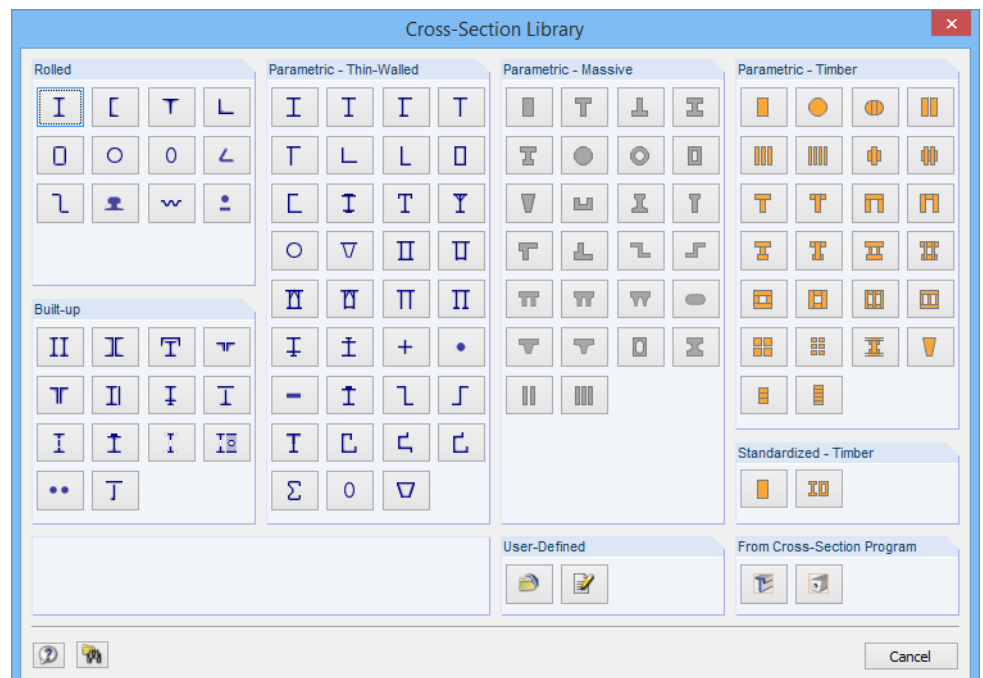 Cross-Section Library
Rolled
Parametric - Thin-Walled
Parametric - Massive
Parametric - Timber
Built-up
Standardized - Timber
User-Defined
From Cross-Section Program
Cancel